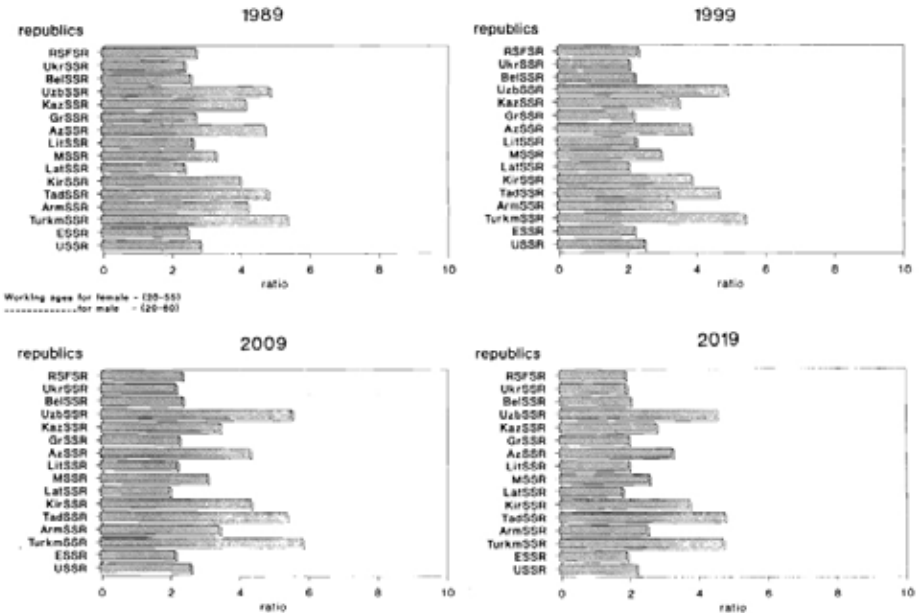 1989
republics
RSFSR
UkrSSR
BelSSR
UzbSSR
KazSSR
GrSSR
AzSSR
LitSSR
MSSR
LatSSR
KirSSR
TadSSR
ArmSSR
TurkmSSR
ESSR
USSR
0 2 4 6 8 10
ratio
Working ages for female - (20-55)
-------------for male - (20-60)
1999
republics
RSFSR
UkrSSR
BelSSR
UzbSSR
KazSSR
GrSSR
AzSSR
LitSSR
MSSR
LatSSR
KirSSR
TadSSR
ArmSSR
TurkmSSR
ESSR
USSR
0 2 4 6 8 10
ratio
2009
republics
RSFSR
UkrSSR
BelSSR
UzbSSR
KazSSR
GrSSR
AzSSR
LitSSR
MSSR
LatSSR
KirSSR
TadSSR
ArmSSR
TurkmSSR
ESSR
USSR
0 2 4 6 8 10
ratio
2019
republics
RSFSR
UkrSSR
BelSSR
UzbSSR
KazSSR
GrSSR
AzSSR
LitSSR
MSSR
LatSSR
KirSSR
TadSSR
ArmSSR
TurkmSSR
ESSR
USSR
0 2 4 6 8 10
ratio